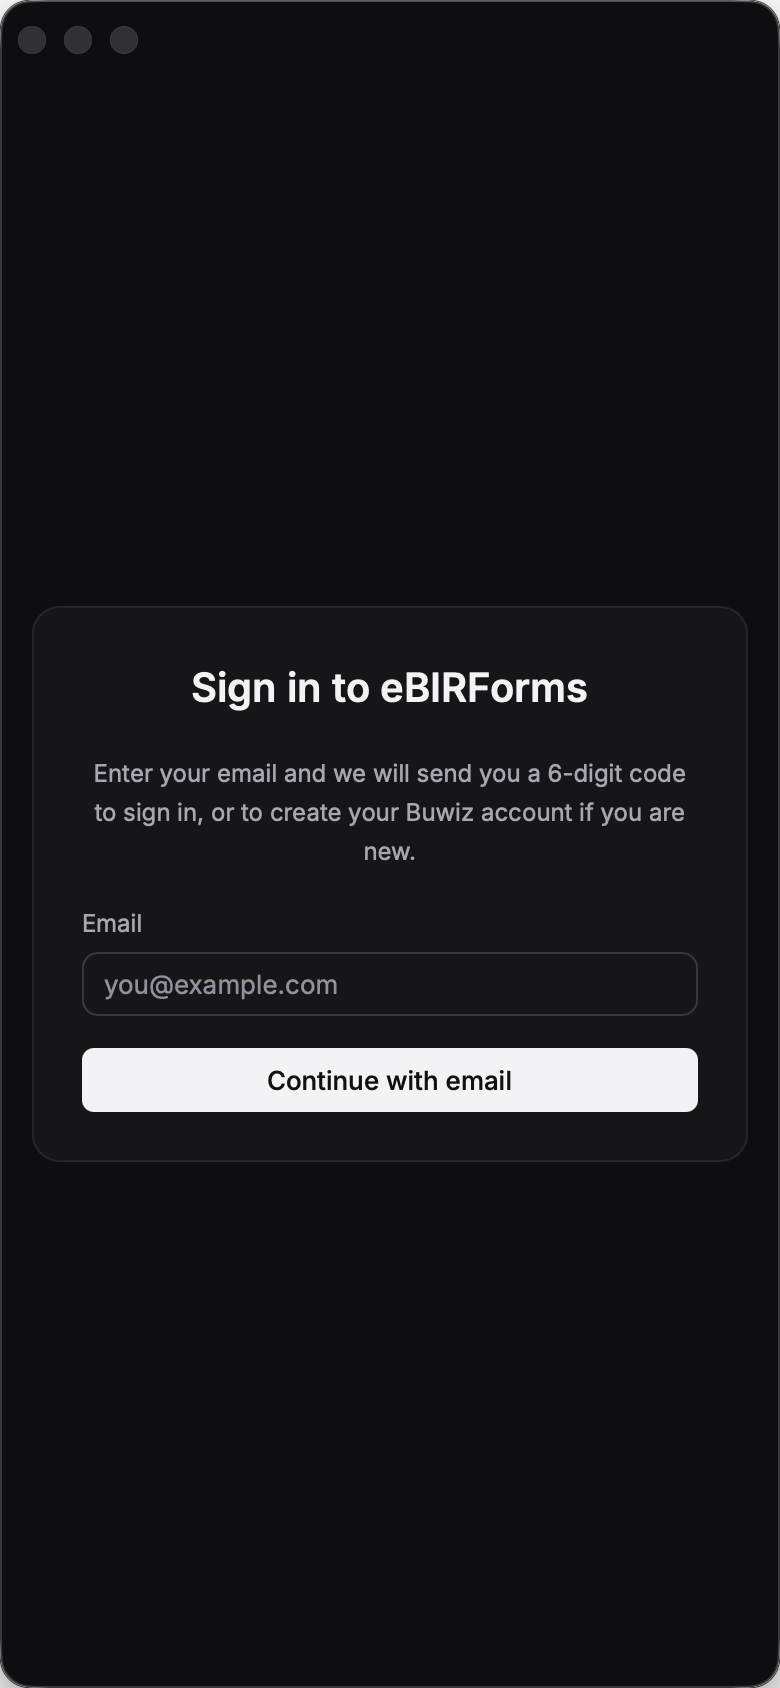 Sign in to eBIRForms
Enter your email and we will send you a 6-digit code
to sign in, or to create your Buwiz account if you are
new.
Email
you@example.com
Continue with email